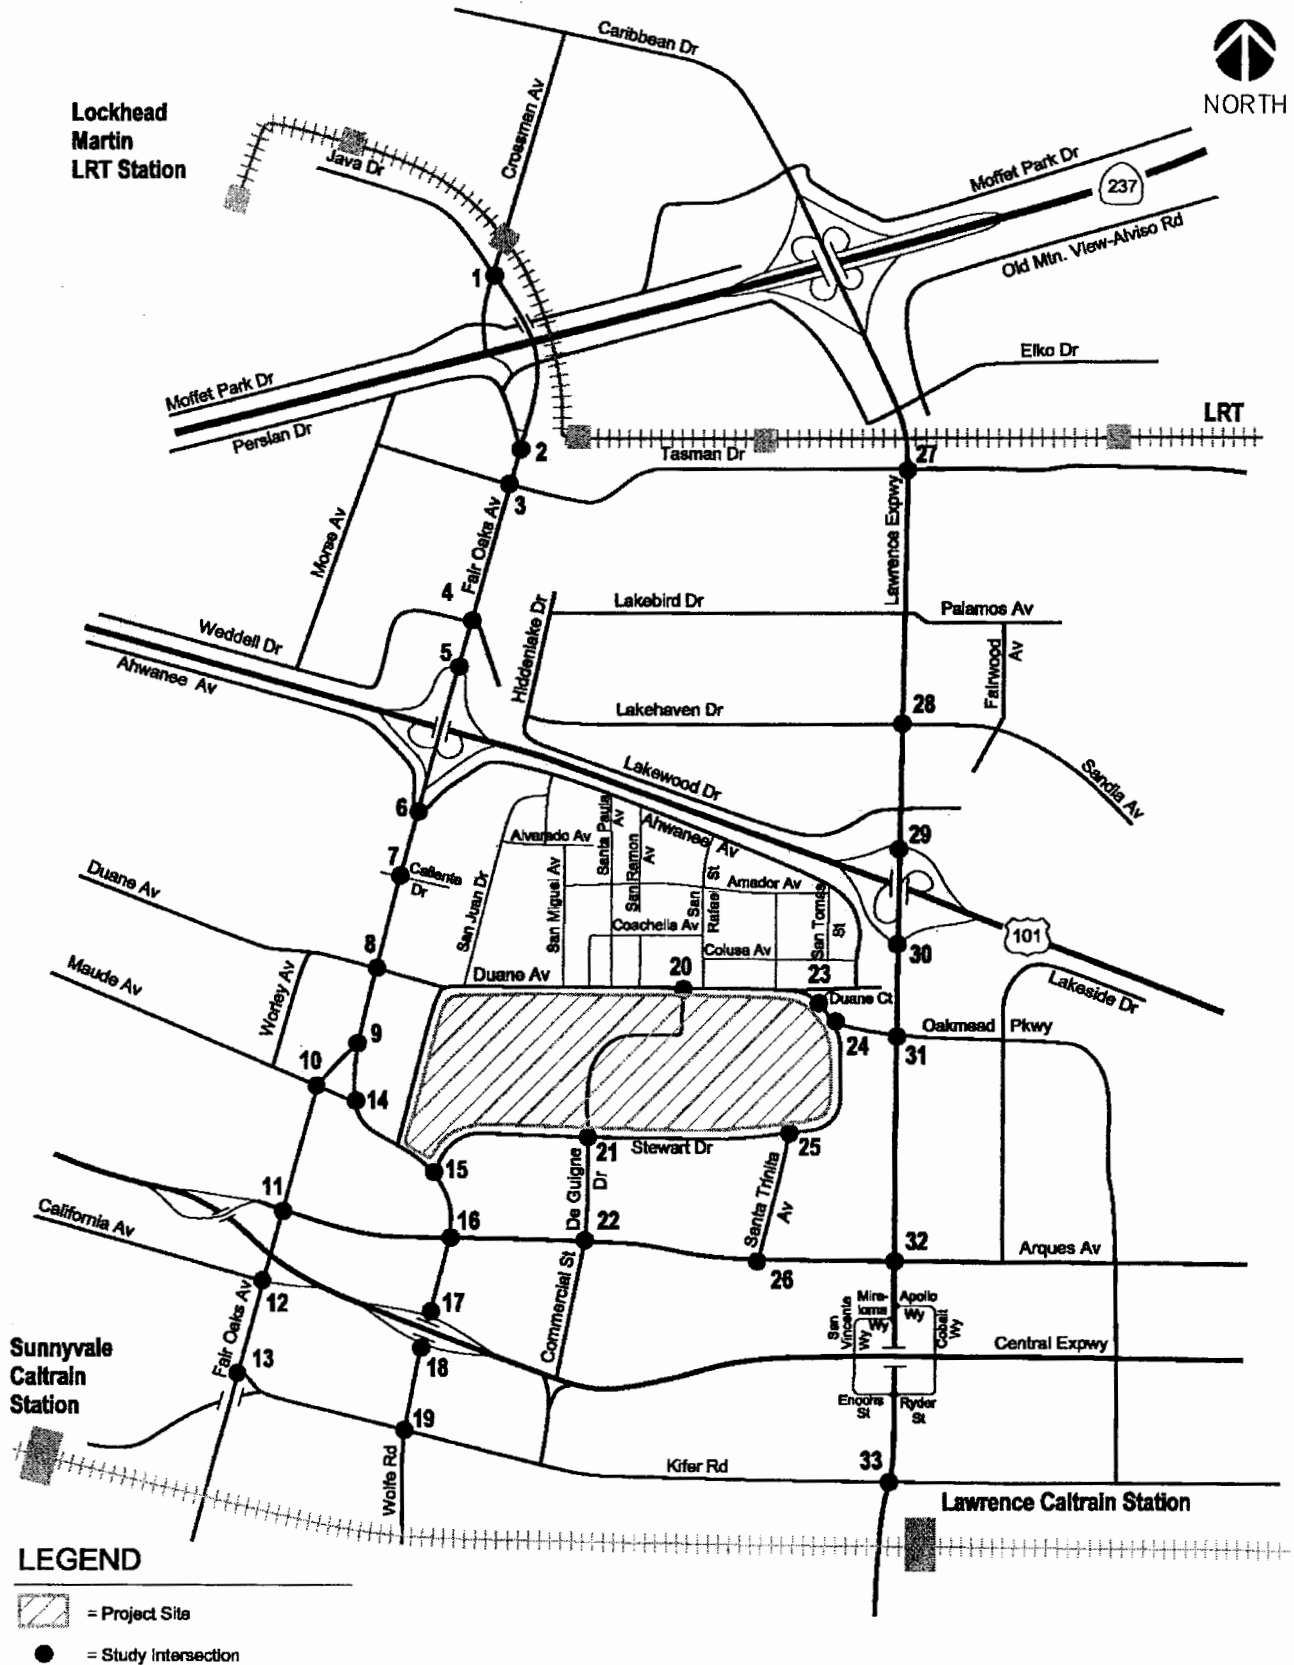 Caribbean Dr
NORTH
Lockhead
Martin
LRT Station
Crossman Av
Java Dr
Moffet Park Dr
237
Old Mtn. View-Alviso Rd
1
Elko Dr
Moffet Park Dr
Persian Dr
LRT
2
Tasman Dr
27
3
Morse Av
Fair Oaks Av
Lawrence Expwy
4
Hiddenlake Dr
Lakebird Dr
Palamos Av
Weddell Dr
5
Fairwood
Av
Ahwanee Av
Lakehaven Dr
28
Lakewood Dr
Sandia Av
6
Santa Paula
Av
Ahwanee Av
29
Alvarado Av
San Ramon
Av
7
Caliente
Dr
Duane Av
San Juan Dr
San Miguel Av
San
Rafael St
Amador Av
San Tomas
St
Coachella Av
101
8
Colusa Av
30
Maude Av
Duane Av
20
23
Lakeside Dr
Worley Av
Duane Ct
9
24
Oakmead Pkwy
31
10
14
21
Stewart Dr
25
15
De Guigne
Dr
Santa Trinita
Av
11
California Av
16
22
32
Arques Av
26
12
Fair Oaks Av
17
Commercial St
San
Vincente
Wy
Mira-
loma
Wy
Apollo
Wy
Cobalt
Wy
Sunnyvale
Caltrain
Station
13
18
Central Expwy
Enochs
St
Ryder
St
19
Wolfe Rd
Kifer Rd
33
Lawrence Caltrain Station
LEGEND
= Project Site
= Study Intersection